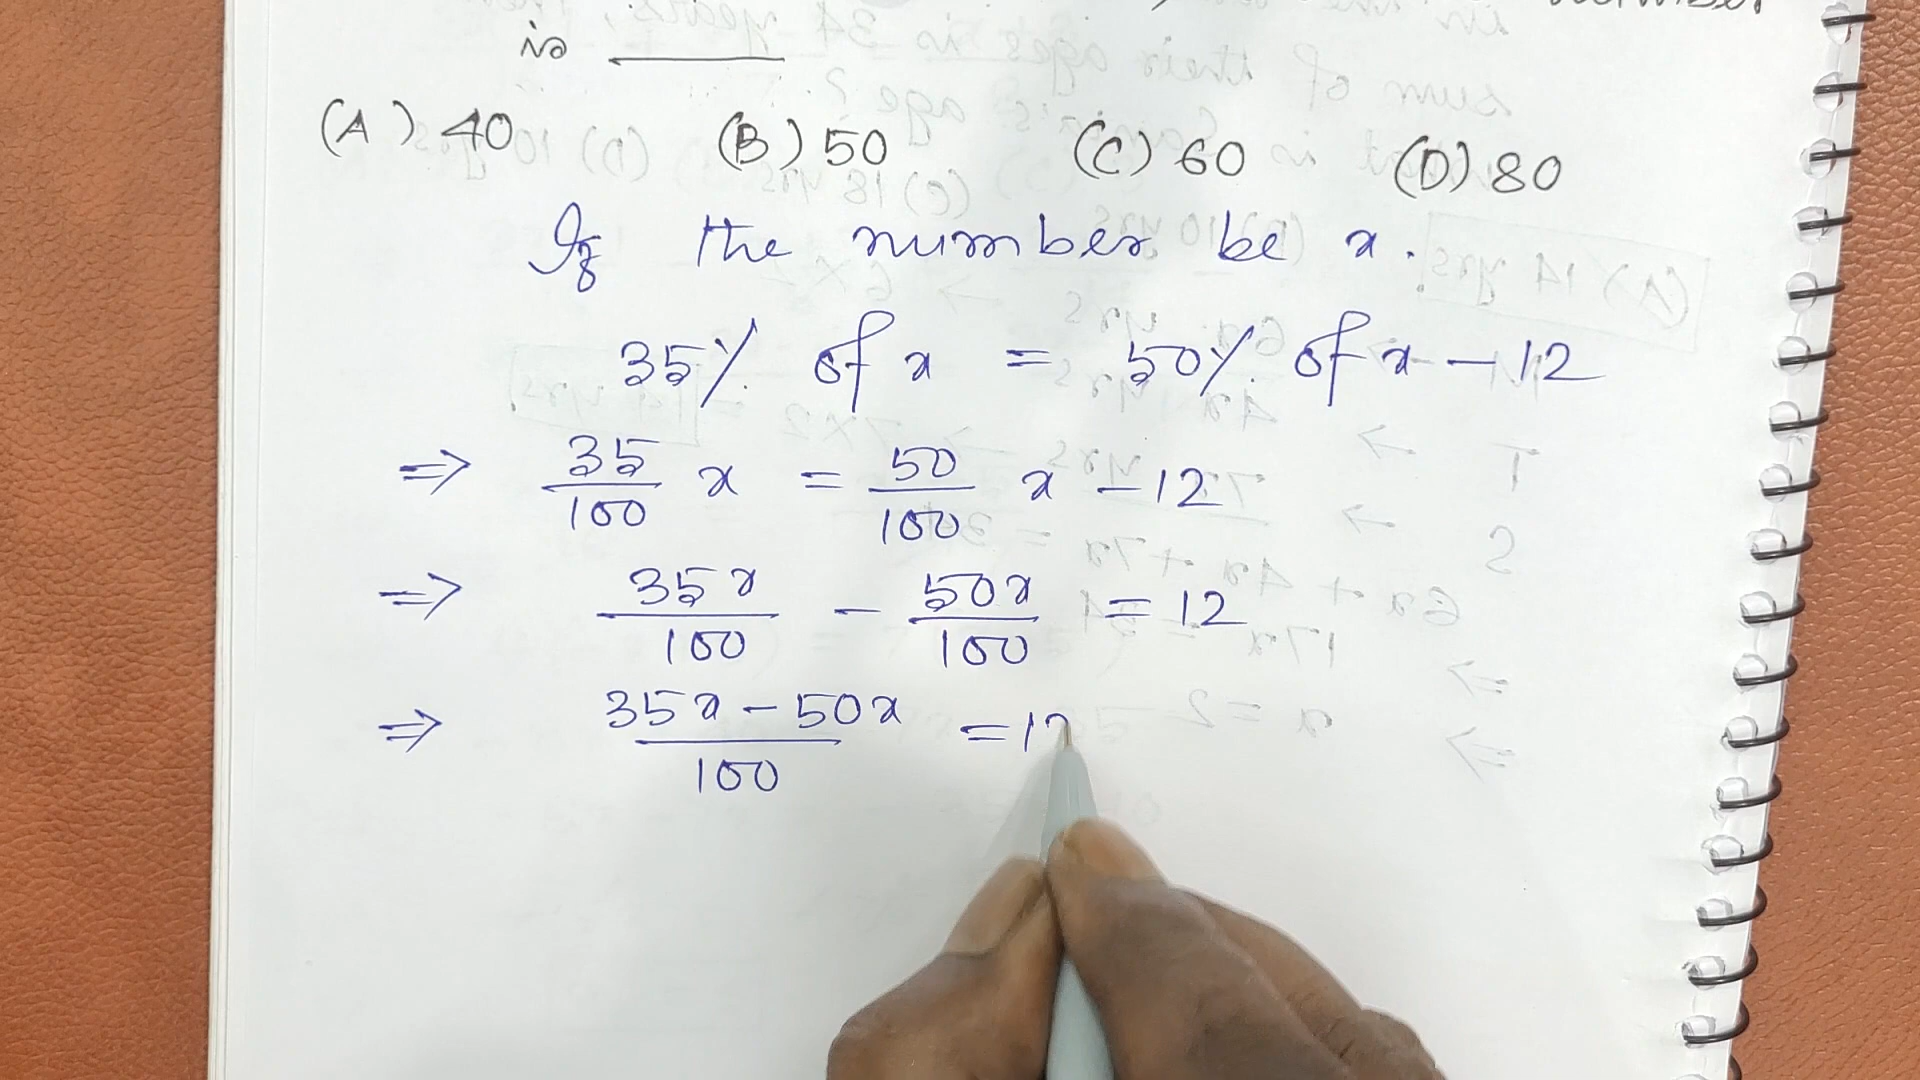 is ______
(A) 40 (B) 50 (C) 60 (D) 80
If the number be x.
35% of x = 50% of x - 12
⇒ 35/100 x = 50/100 x - 12
⇒ 35x/100 - 50x/100 = 12
⇒ (35x - 50x)/100 = 12